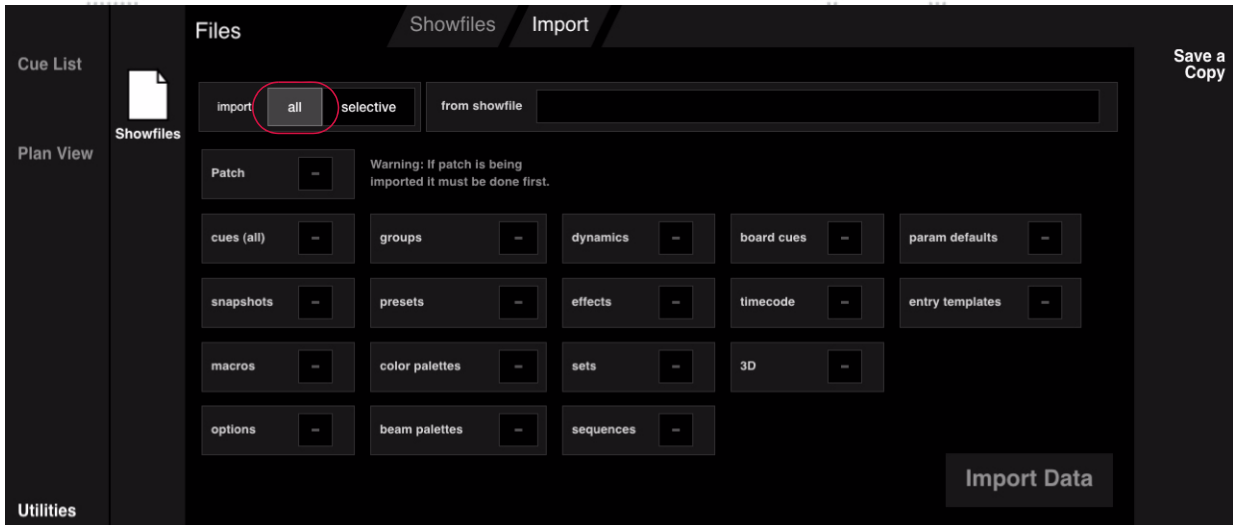 Files
Showfiles
Import
Cue List
Save a
Copy
import
all
selective
from showfile
Showfiles
Plan View
Patch
-
Warning: If patch is being
imported it must be done first.
cues (all)
-
groups
-
dynamics
-
board cues
-
param defaults
-
snapshots
-
presets
-
effects
-
timecode
-
entry templates
-
macros
-
color palettes
-
sets
-
3D
-
options
-
beam palettes
-
sequences
-
Import Data
Utilities